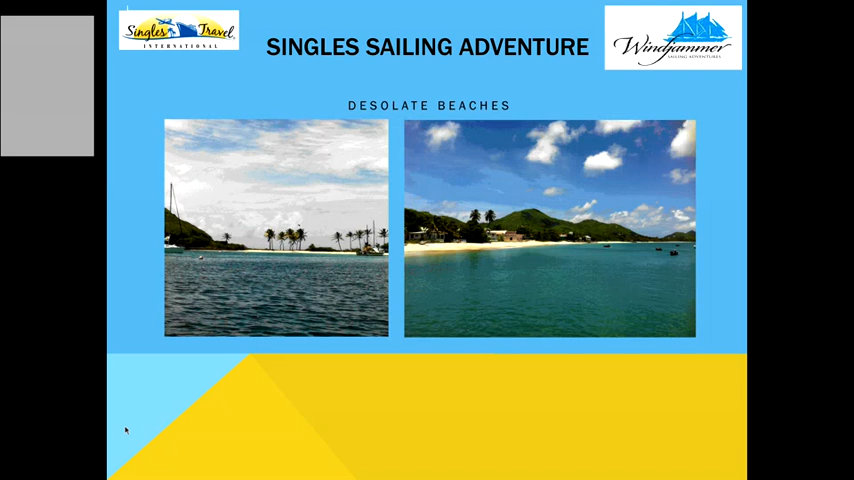 Singles Travel
INTERNATIONAL
SINGLES SAILING ADVENTURE
Windjammer
SAILING ADVENTURES
DESOLATE BEACHES